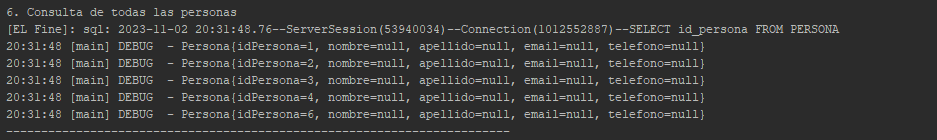 6. Consulta de todas las personas
[EL Fine]: sql: 2023-11-02 20:31:48.76--ServerSession(53940034)--Connection(1012552887)--SELECT id_persona FROM PERSONA
20:31:48 [main] DEBUG  - Persona{idPersona=1, nombre=null, apellido=null, email=null, telefono=null}
20:31:48 [main] DEBUG  - Persona{idPersona=2, nombre=null, apellido=null, email=null, telefono=null}
20:31:48 [main] DEBUG  - Persona{idPersona=3, nombre=null, apellido=null, email=null, telefono=null}
20:31:48 [main] DEBUG  - Persona{idPersona=4, nombre=null, apellido=null, email=null, telefono=null}
20:31:48 [main] DEBUG  - Persona{idPersona=6, nombre=null, apellido=null, email=null, telefono=null}
------------------------------------------------------------------------